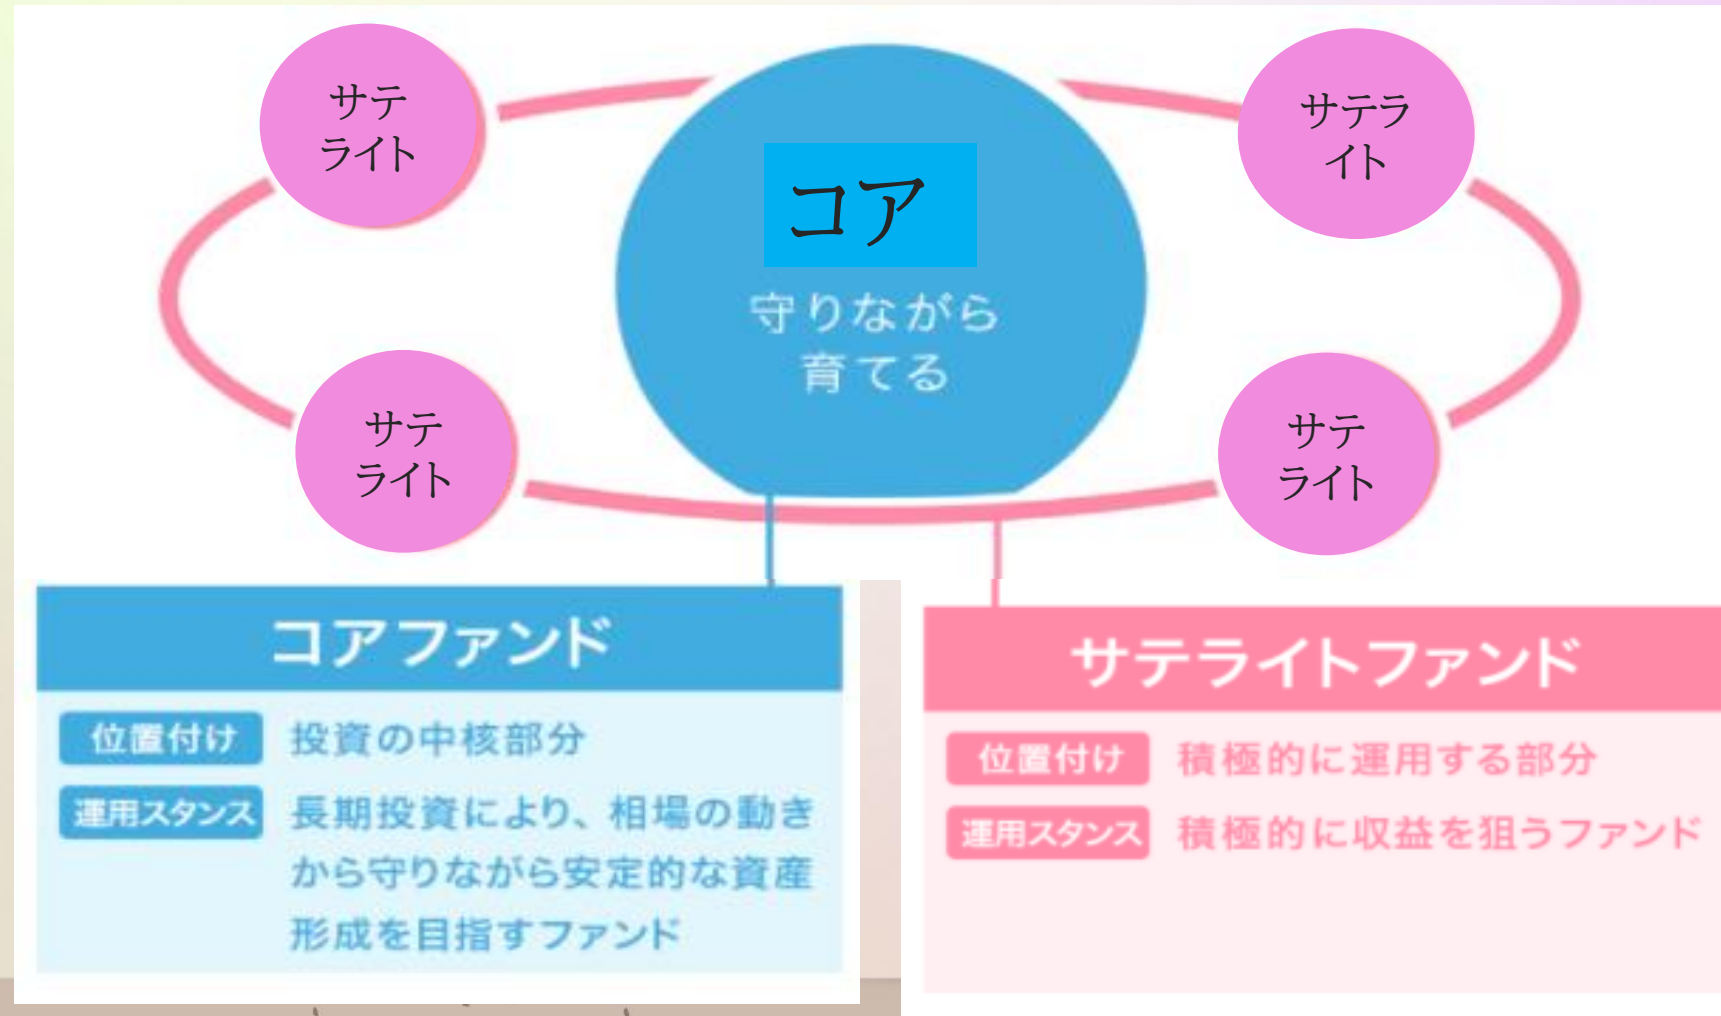 サテ
ライト
サテラ
イト
コア
守りながら
育てる
サテ
ライト
サテ
ライト
コアファンド
位置付け 投資の中核部分
運用スタンス 長期投資により、相場の動き
から守りながら安定的な資産
形成を目指すファンド
サテライトファンド
位置付け 積極的に運用する部分
運用スタンス 積極的に収益を狙うファンド